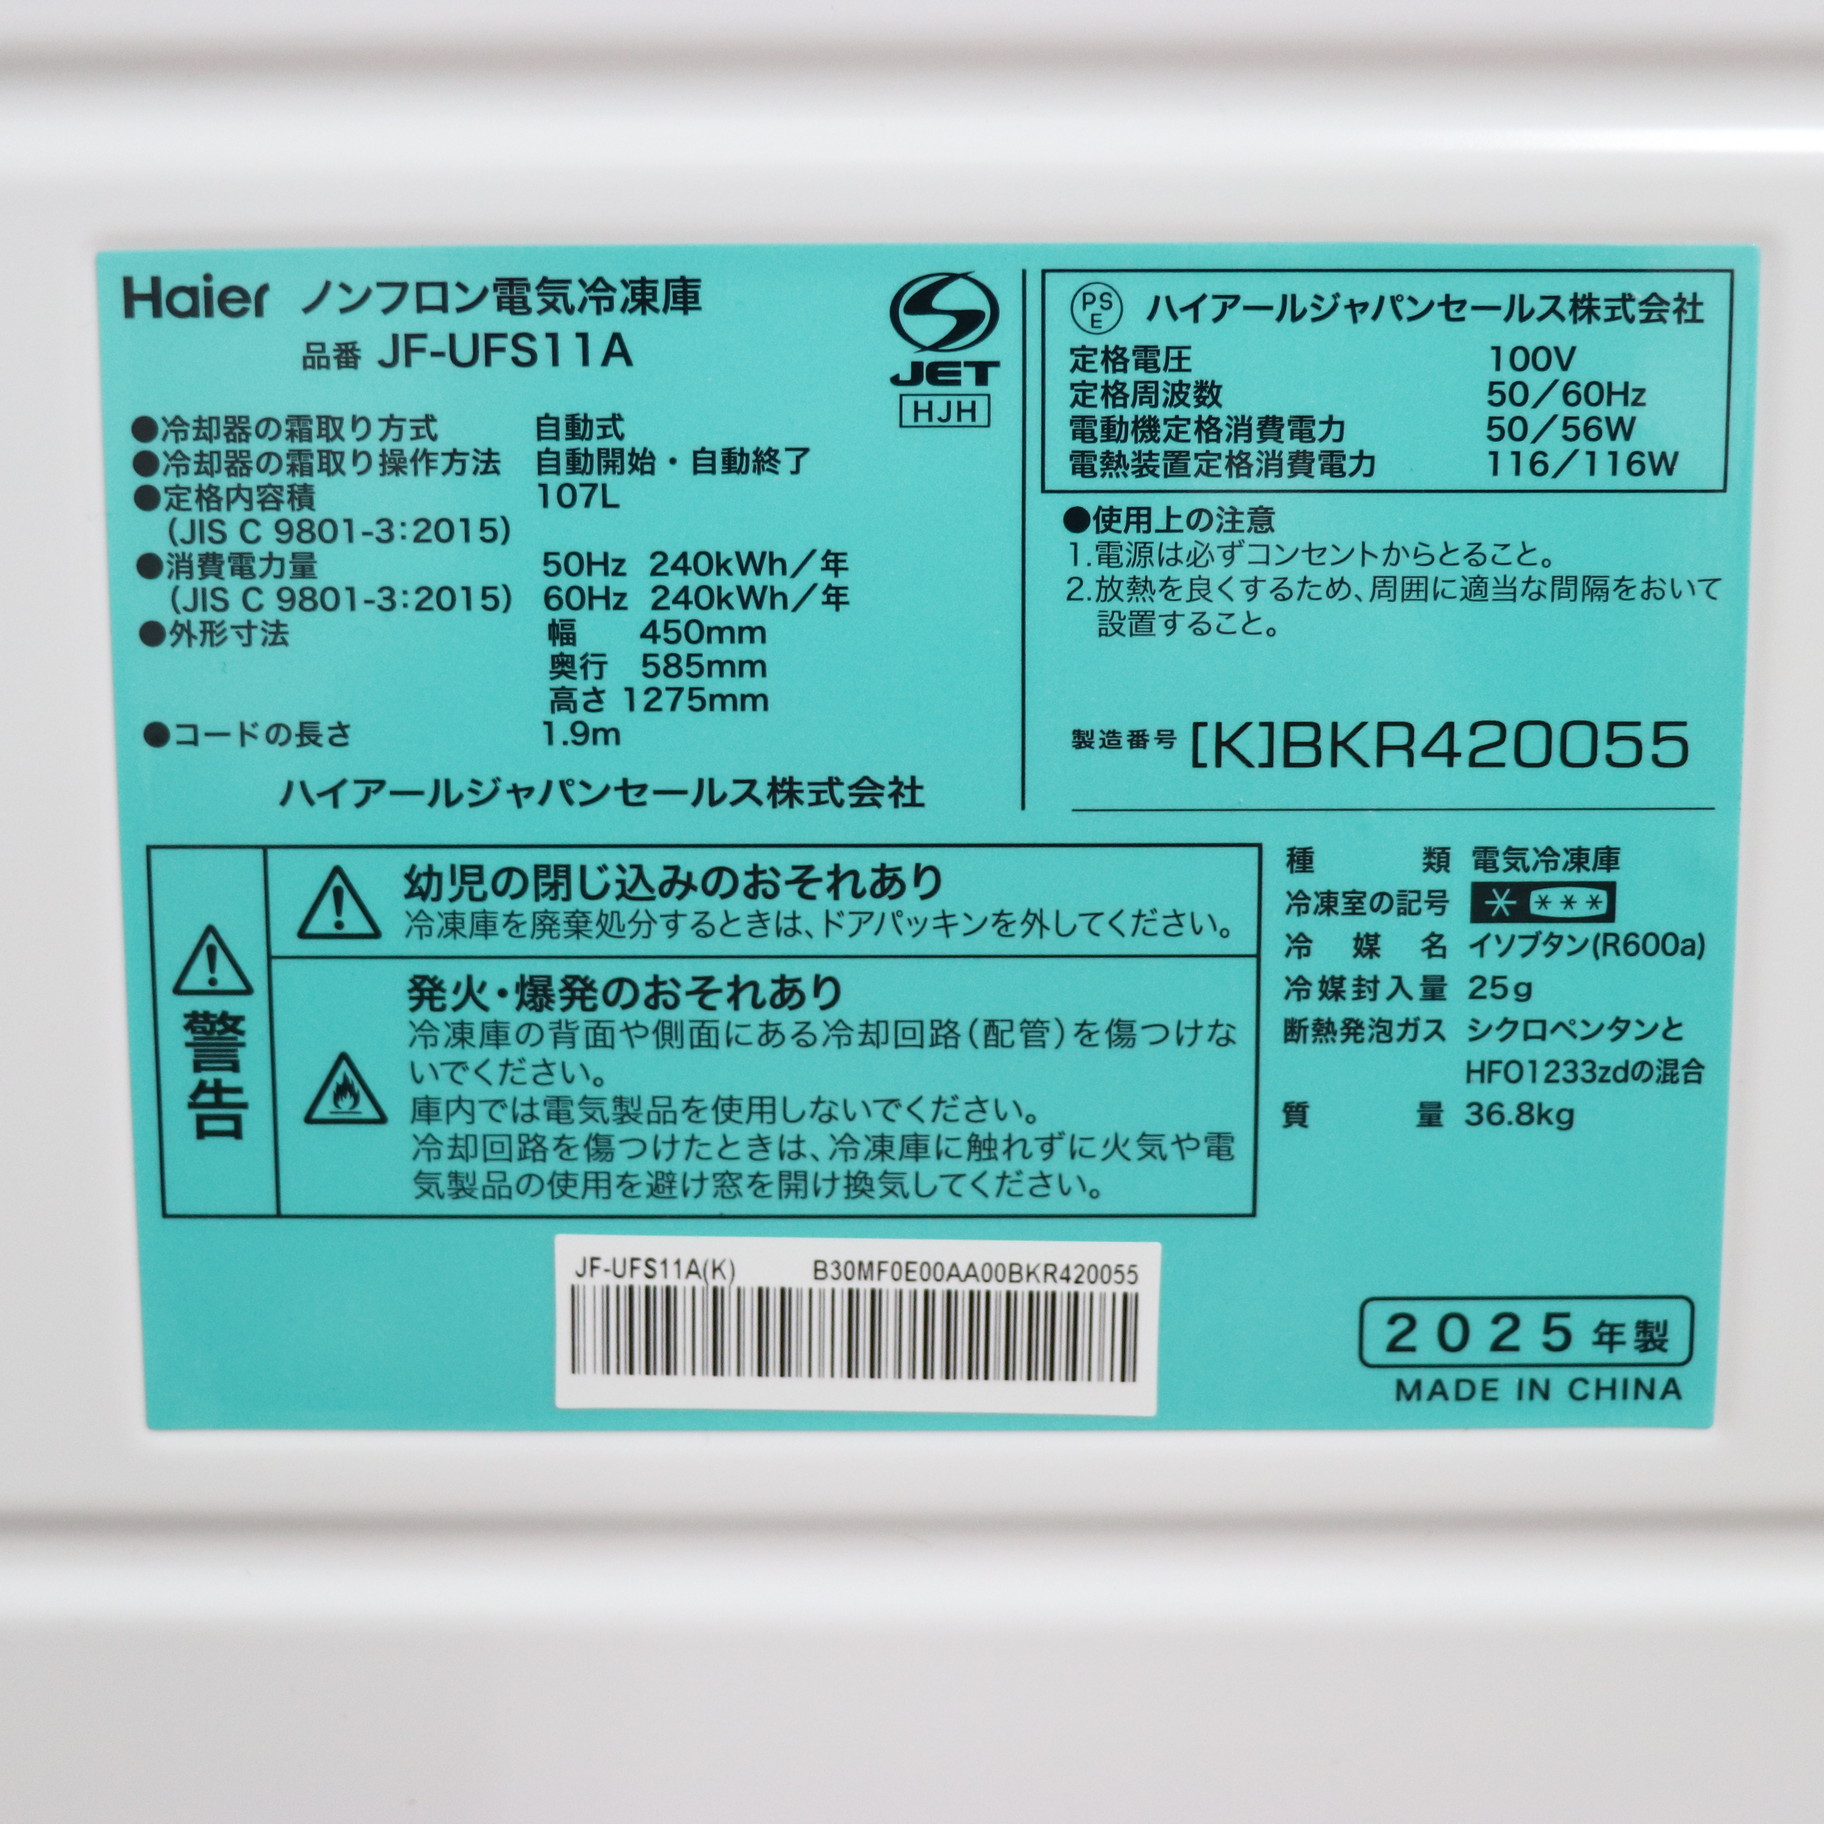 Haier ノンフロン電気冷凍庫
品番 JF-UFS11A
JET
HJH
●冷却器の霜取り方式 自動式
●冷却器の霜取り操作方法 自動開始・自動終了
●定格内容積 107L
(JIS C 9801-3:2015)
●消費電力量 50Hz 240kWh/年
(JIS C 9801-3:2015) 60Hz 240kWh/年
●外形寸法 幅 450mm
奥行 585mm
高さ 1275mm
●コードの長さ 1.9m
ハイアールジャパンセールス株式会社
PSE ハイアールジャパンセールス株式会社
定格電圧 100V
定格周波数 50/60Hz
電動機定格消費電力 50/56W
電熱装置定格消費電力 116/116W
●使用上の注意
1.電源は必ずコンセントからとること。
2.放熱を良くするため、周囲に適当な間隔をおいて
設置すること。
製造番号 [K]BKR420055
警告
幼児の閉じ込みのおそれあり
冷凍庫を廃棄処分するときは、ドアパッキンを外してください。
発火・爆発のおそれあり
冷凍庫の背面や側面にある冷却回路(配管)を傷つけな
いでください。
庫内では電気製品を使用しないでください。
冷却回路を傷つけたときは、冷凍庫に触れずに火気や電
気製品の使用を避け窓を開け換気してください。
種類 電気冷凍庫
冷凍室の記号 * ***
冷媒名 イソブタン(R600a)
冷媒封入量 25g
断熱発泡ガス シクロペンタンと
HFO1233zdの混合
質量 36.8kg
JF-UFS11A(K) B30MF0E00AA00BKR420055
2025年製
MADE IN CHINA